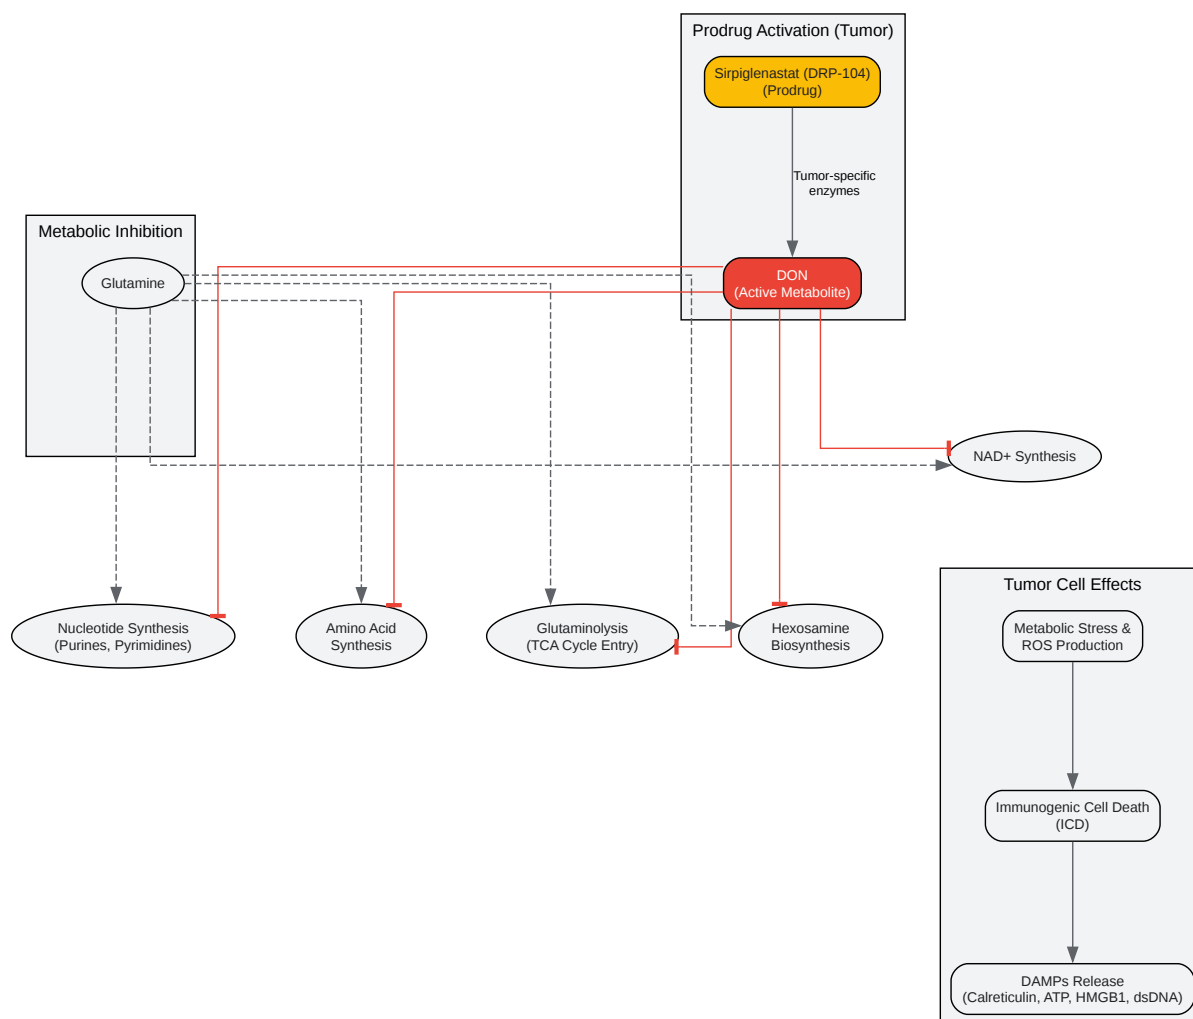 Prodrug Activation (Tumor)
Sirpiglenastat (DRP-104)
(Prodrug)
Tumor-specific
enzymes
Metabolic Inhibition
Glutamine
DON
(Active Metabolite)
NAD+ Synthesis
Nucleotide Synthesis
(Purines, Pyrimidines)
Amino Acid
Synthesis
Glutaminolysis
(TCA Cycle Entry)
Hexosamine
Biosynthesis
Tumor Cell Effects
Metabolic Stress &
ROS Production
Immunogenic Cell Death
(ICD)
DAMPs Release
(Calreticulin, ATP, HMGB1, dsDNA)